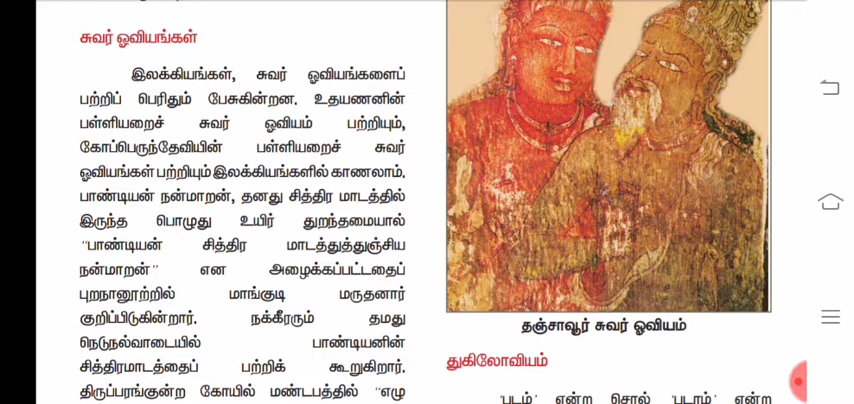 சுவர் ஓவியங்கள்
இலக்கியங்கள், சுவர் ஓவியங்களைப்
பற்றிப் பெரிதும் பேசுகின்றன. உதயணனின்
பள்ளியறைச் சுவர் ஓவியம் பற்றியும்,
கோப்பெருந்தேவியின் பள்ளியறைச் சுவர்
ஓவியங்கள் பற்றியும் இலக்கியங்களில் காணலாம்.
பாண்டியன் நன்மாறன், தனது சித்திர மாடத்தில்
இருந்த பொழுது உயிர் துறந்தமையால்
“பாண்டியன் சித்திர மாடத்துத்துஞ்சிய
நன்மாறன்” என அழைக்கப்பட்டதைப்
புறநானூற்றில் மாங்குடி மருதனார்
குறிப்பிடுகின்றார். நக்கீரரும் தமது
நெடுநல்வாடையில் பாண்டியனின்
சித்திரமாடத்தைப் பற்றிக் கூறுகிறார்.
திருப்பரங்குன்ற கோயில் மண்டபத்தில் “எழு
தஞ்சாவூர் சுவர் ஓவியம்
துகிலோவியம்
‘படம்’ என்ற சொல் ‘படாம்’ என்ற